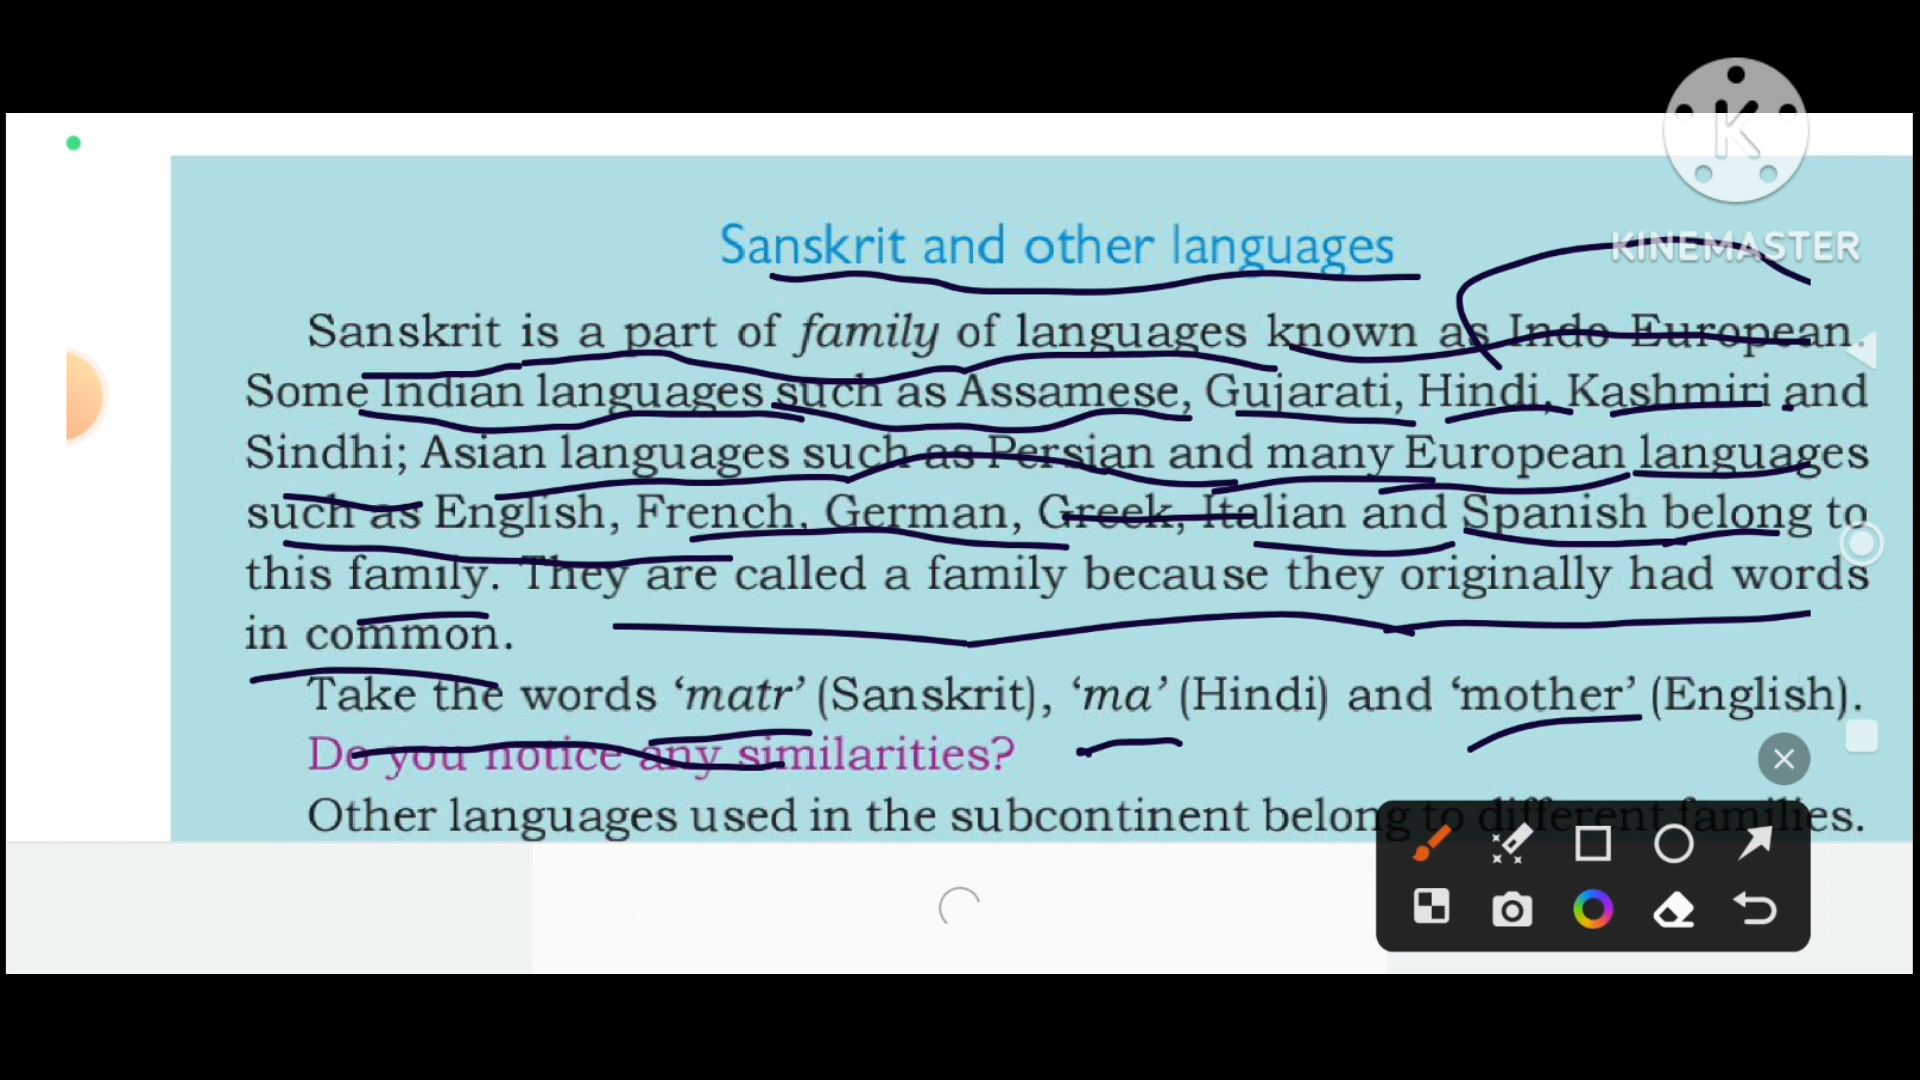 KINEMASTER
Sanskrit and other languages
Sanskrit is a part of family of languages known as Indo European.
Some Indian languages such as Assamese, Gujarati, Hindi, Kashmiri and
Sindhi; Asian languages such as Persian and many European languages
such as English, French, German, Greek, Italian and Spanish belong to
this family. They are called a family because they originally had words
in common.
Take the words ‘matr’ (Sanskrit), ‘ma’ (Hindi) and ‘mother’ (English).
Do you notice any similarities?
Other languages used in the subcontinent belong to different families.